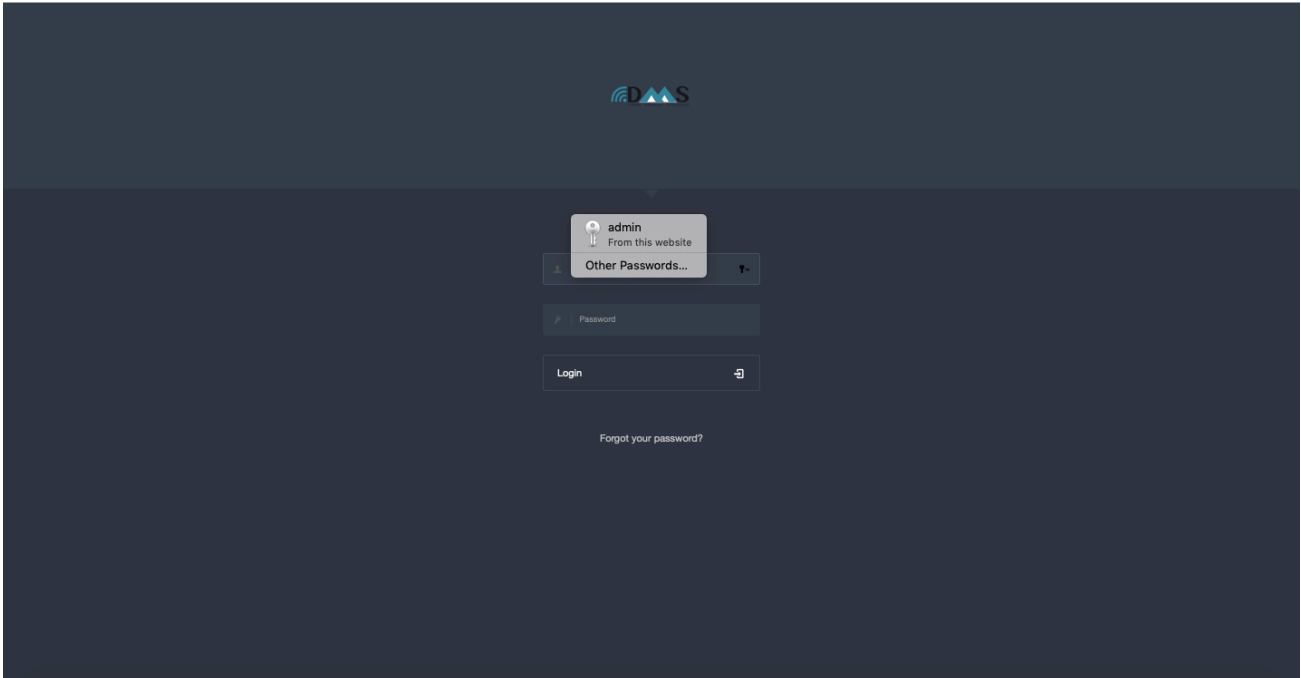 DMS
admin
From this website
Other Passwords...
Password
Login
Forgot your password?